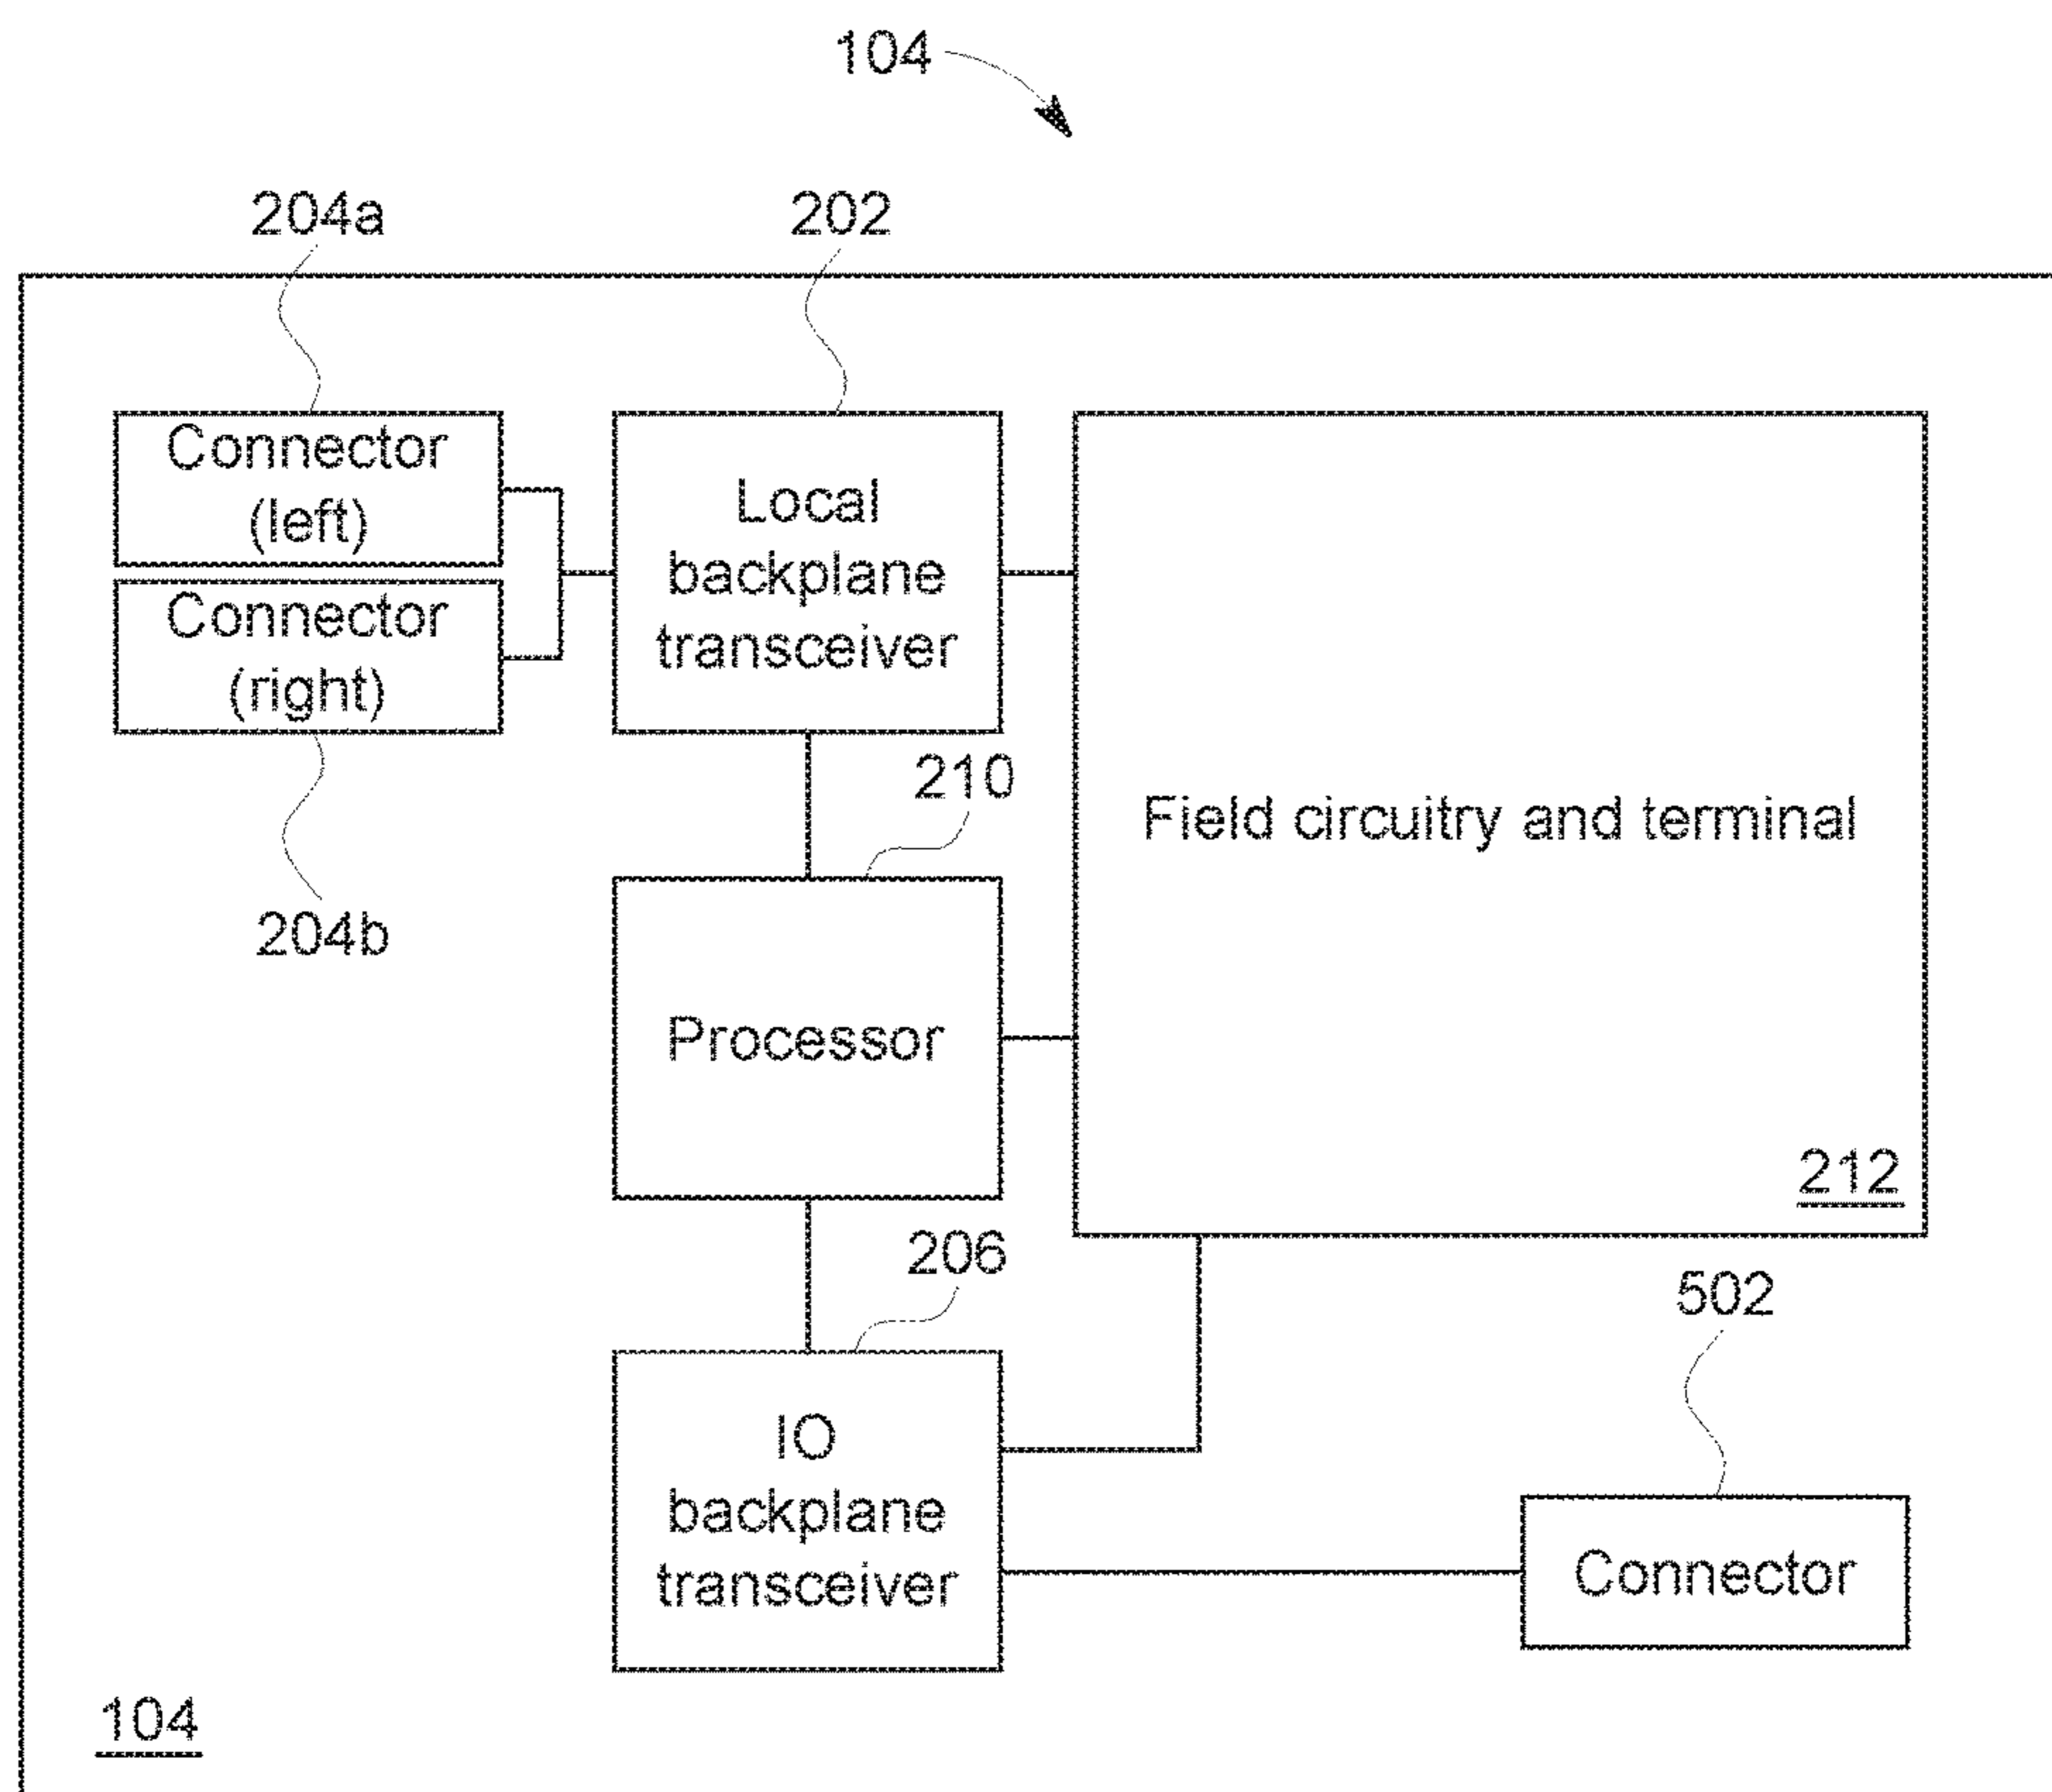 104
204a
202
Connector
(left)
Connector
(right)
204b
Local
backplane
transceiver
210
Field circuitry and terminal
212
Processor
206
502
IO
backplane
transceiver
Connector
104